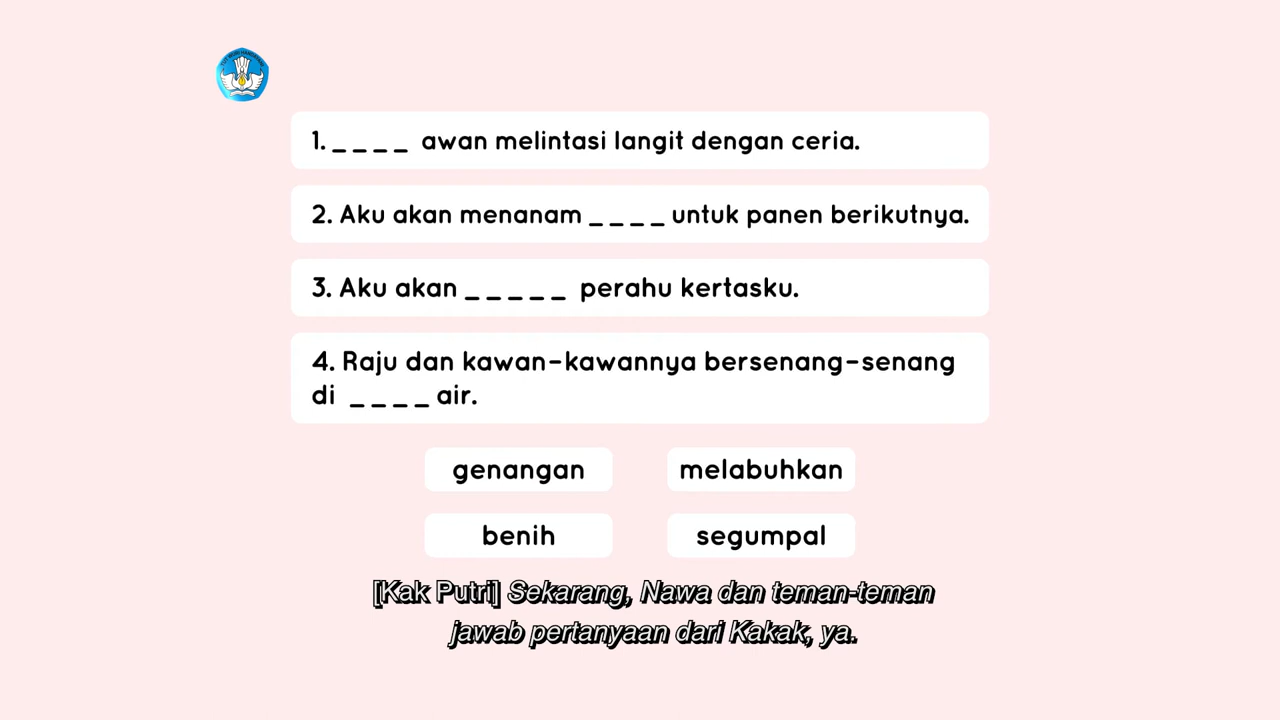 1. _ _ _ _ awan melintasi langit dengan ceria.
2. Aku akan menanam _ _ _ _ untuk panen berikutnya.
3. Aku akan _ _ _ _ _ perahu kertasku.
4. Raju dan kawan-kawannya bersenang-senang
di _ _ _ _ air.
genangan
melabuhkan
benih
segumpal
[Kak Putri] Sekarang, Nawa dan teman-teman
jawab pertanyaan dari Kakak, ya.